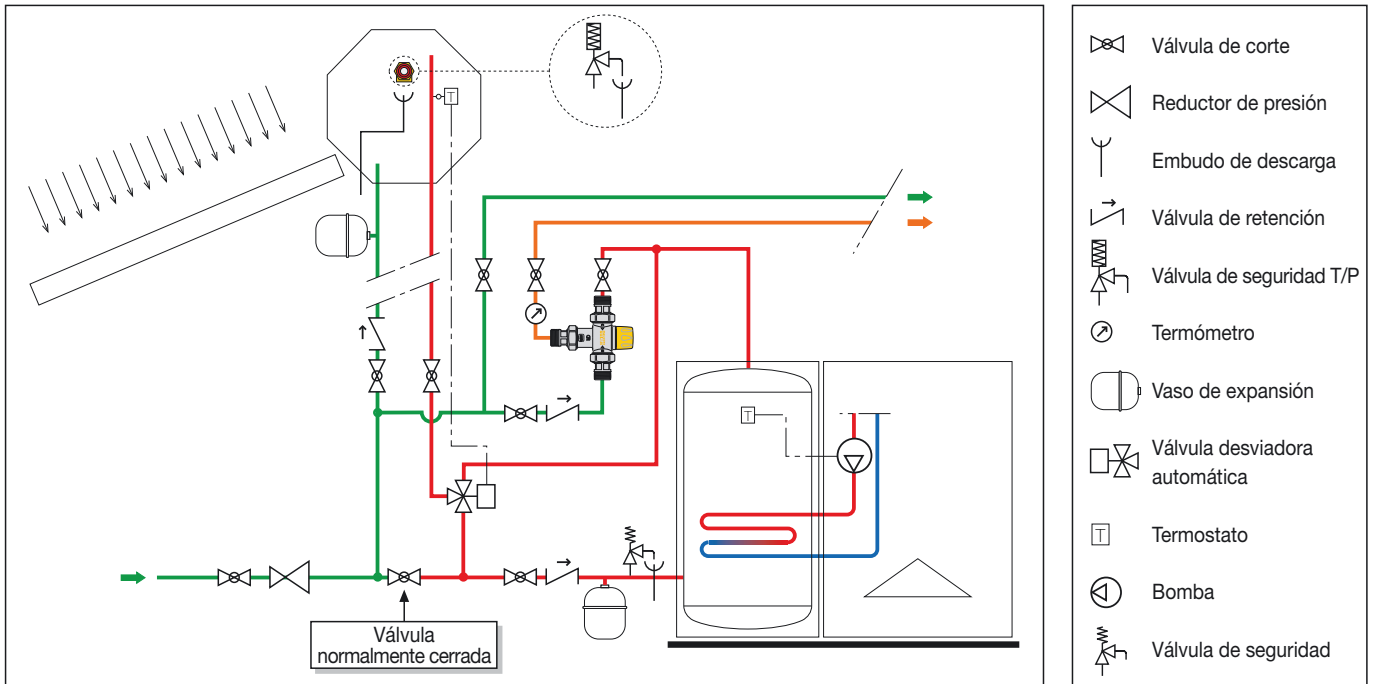 T
T
Válvula
normalmente cerrada
Válvula de corte
Reductor de presión
Embudo de descarga
Válvula de retención
Válvula de seguridad T/P
Termómetro
Vaso de expansión
Válvula desviadora
automática
T
Termostato
Bomba
Válvula de seguridad